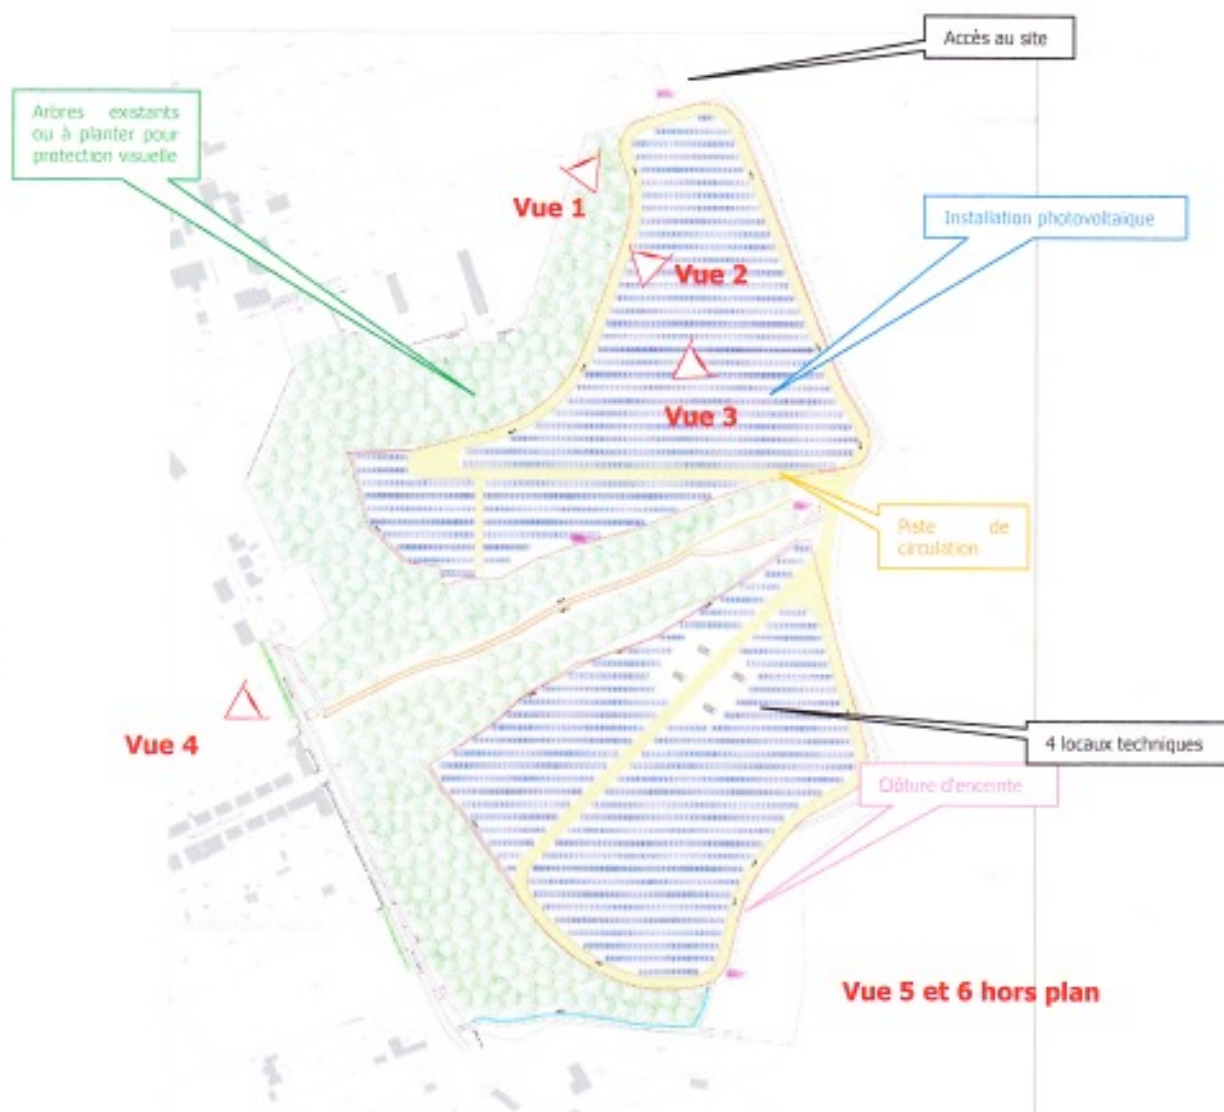 Accès au site
Arbres existants
ou à planter pour
protection visuelle
Vue 1
Installation photovoltaïque
Vue 2
Vue 3
Piste de
circulation
Vue 4
4 locaux techniques
Clôture d'enceinte
Vue 5 et 6 hors plan